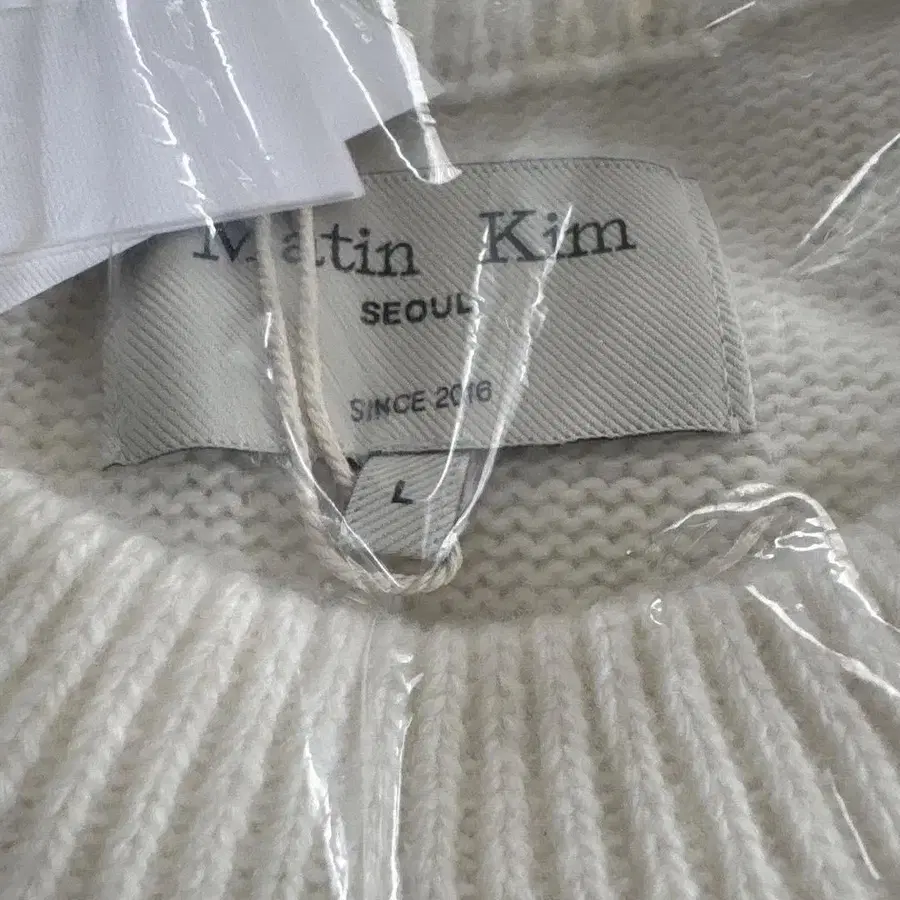 Matin Kim
SEOUL
SINCE 2016
L